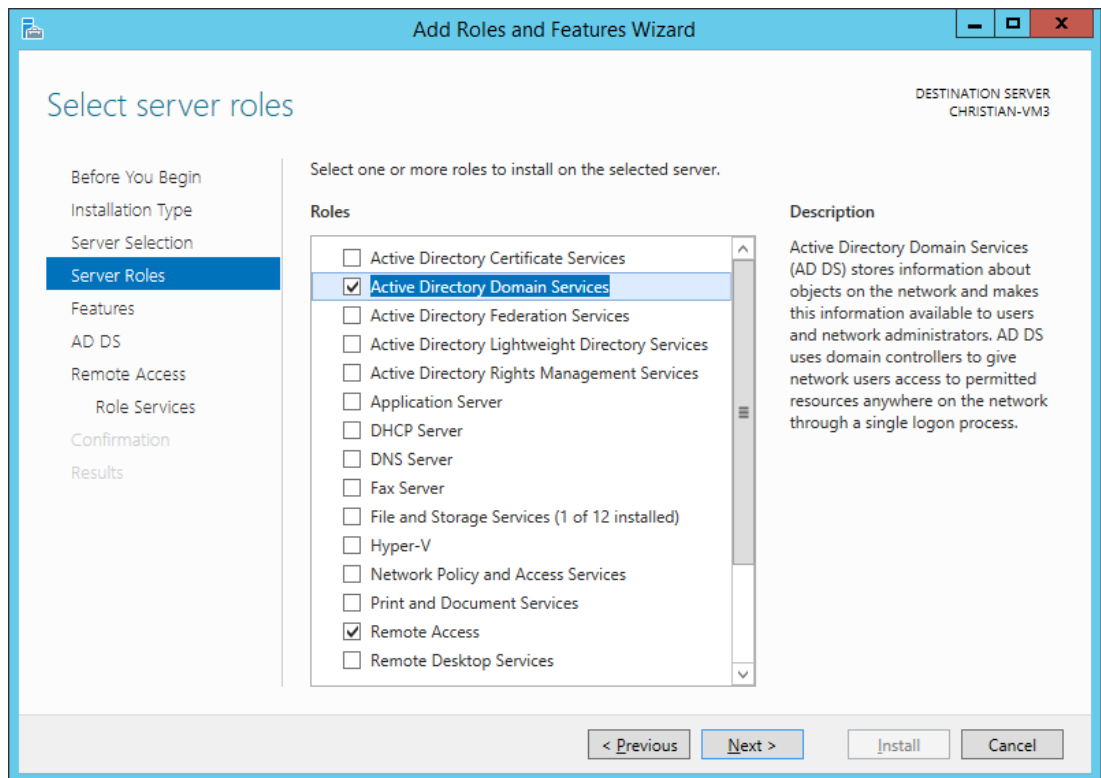 Add Roles and Features Wizard
Select server roles
DESTINATION SERVER
CHRISTIAN-VM3
Before You Begin
Installation Type
Server Selection
Server Roles
Features
AD DS
Remote Access
Role Services
Confirmation
Results
Select one or more roles to install on the selected server.
Roles
Active Directory Certificate Services
Active Directory Domain Services
Active Directory Federation Services
Active Directory Lightweight Directory Services
Active Directory Rights Management Services
Application Server
DHCP Server
DNS Server
Fax Server
File and Storage Services (1 of 12 installed)
Hyper-V
Network Policy and Access Services
Print and Document Services
Remote Access
Remote Desktop Services
Description
Active Directory Domain Services
(AD DS) stores information about
objects on the network and makes
this information available to users
and network administrators. AD DS
uses domain controllers to give
network users access to permitted
resources anywhere on the network
through a single logon process.
< Previous
Next >
Install
Cancel